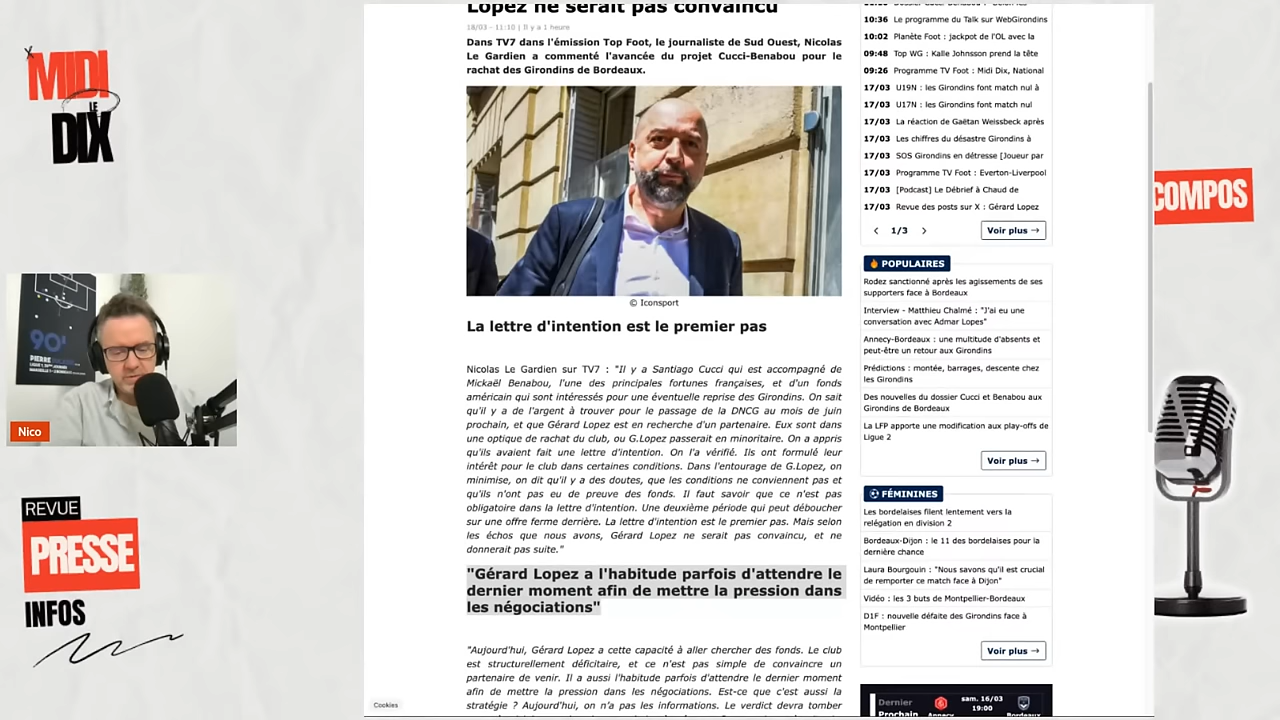 Lopez ne serait pas convaincu
18/03 - 11:10 | Il y a 1 heure
Dans TV7 dans l'émission Top Foot, le journaliste de Sud Ouest, Nicolas
Le Gardien a commenté l'avancée du projet Cucci-Benabou pour le
rachat des Girondins de Bordeaux.
© Iconsport
La lettre d'intention est le premier pas
Nicolas Le Gardien sur TV7 : "Il y a Santiago Cucci qui est accompagné de
Mickaël Benabou, l'une des principales fortunes françaises, et d'un fonds
américain qui sont intéressés pour une éventuelle reprise des Girondins. On sait
qu'il y a de l'argent à trouver pour le passage de la DNCG au mois de juin
prochain, et que Gérard Lopez est en recherche d'un partenaire. Eux sont dans
une optique de rachat du club, ou G.Lopez passerait en minoritaire. On a appris
qu'ils avaient fait une lettre d'intention. On l'a vérifié. Ils ont formulé leur
intérêt pour le club dans certaines conditions. Dans l'entourage de G.Lopez, on
minimise, on dit qu'il y a des doutes, que les conditions ne conviennent pas et
qu'ils n'ont pas eu de preuve des fonds. Il faut savoir que ce n'est pas
obligatoire dans la lettre d'intention. Une deuxième période qui peut déboucher
sur une offre ferme derrière. La lettre d'intention est le premier pas. Mais selon
les échos que nous avons, Gérard Lopez ne serait pas convaincu, et ne
donnerait pas suite."
"Gérard Lopez a l'habitude parfois d'attendre le
dernier moment afin de mettre la pression dans
les négociations"
"Aujourd'hui, Gérard Lopez a cette capacité à aller chercher des fonds. Le club
est structurellement déficitaire, et ce n'est pas simple de convaincre un
partenaire de venir. Il a aussi l'habitude parfois d'attendre le dernier moment
afin de mettre la pression dans les négociations. Est-ce que c'est aussi la
stratégie ? Aujourd'hui, on n'a pas les informations. Le verdict devra tomber
10:36 Le programme du Talk sur WebGirondins
10:02 Planète Foot : jackpot de l'OL avec la
09:48 Top WG : Kalle Johnsson prend la tête
09:26 Programme TV Foot : Midi Dix, National
17/03 U19N : les Girondins font match nul à
17/03 U17N : les Girondins font match nul
17/03 La réaction de Gaëtan Weissbeck après
17/03 Les chiffres du désastre Girondins à
17/03 SOS Girondins en détresse [Joueur par
17/03 Programme TV Foot : Everton-Liverpool
17/03 [Podcast] Le Débrief à Chaud de
17/03 Revue des posts sur X : Gérard Lopez
1/3
Voir plus →
POPULAIRES
Rodez sanctionné après les agissements de ses
supporters face à Bordeaux
Interview - Matthieu Chalmé : "J'ai eu une
conversation avec Admar Lopes"
Annecy-Bordeaux : une multitude d'absents et
peut-être un retour aux Girondins
Prédictions : montée, barrages, descente chez
les Girondins
Des nouvelles du dossier Cucci et Benabou aux
Girondins de Bordeaux
La LFP apporte une modification aux play-offs de
Ligue 2
Voir plus →
FÉMININES
Les bordelaises filent lentement vers la
relégation en division 2
Bordeaux-Dijon : le 11 des bordelaises pour la
dernière chance
Laura Bourgoin : "Nous savons qu'il est crucial
de remporter ce match face à Dijon"
Vidéo : les 3 buts de Montpellier-Bordeaux
D1F : nouvelle défaite des Girondins face à
Montpellier
Voir plus →
Dernier
sam. 16/03
19:00
Prochain
Annecy
Bordeaux
Cookies
MIDI
LE
DIX
90'
PIERRE
Nico
REVUE
PRESSE
INFOS
COMPOS